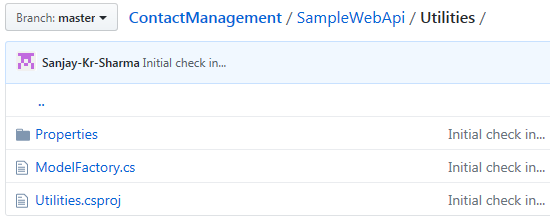 Branch: master ContactManagement / SampleWebApi / Utilities /
Sanjay-Kr-Sharma Initial check in...
..
Properties Initial check in...
ModelFactory.cs Initial check in...
Utilities.csproj Initial check in...